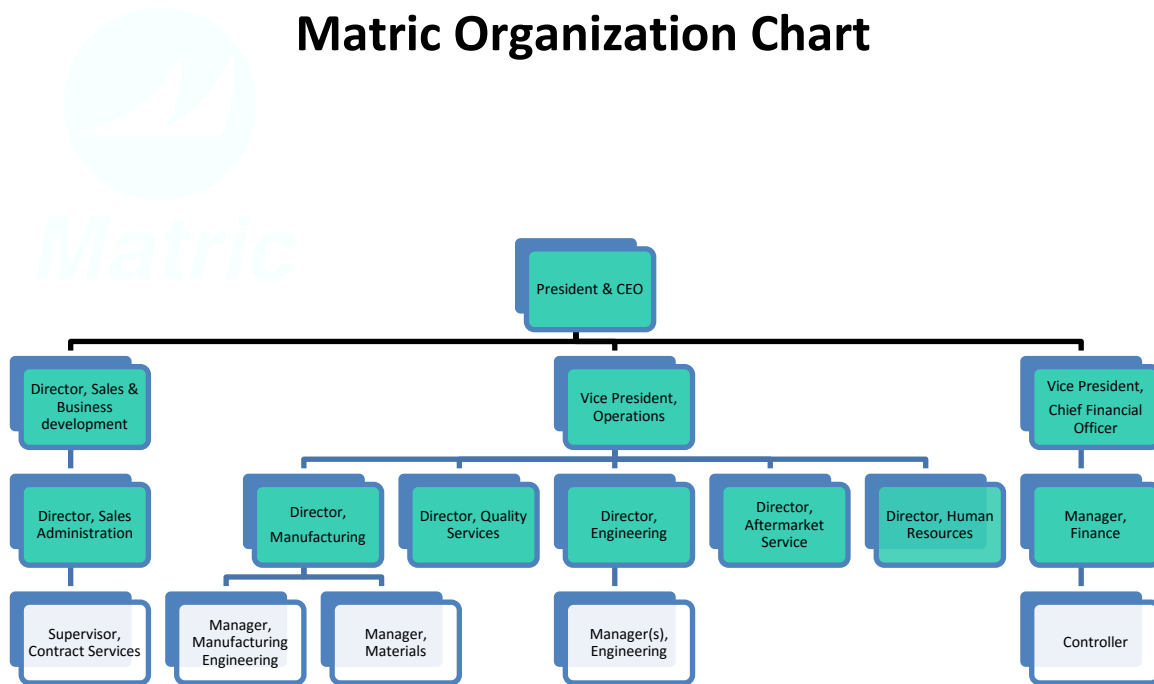 Matric Organization Chart
Matric
President & CEO
Director, Sales &
Business
development
Vice President,
Operations
Vice President,
Chief Financial
Officer
Director, Sales
Administration
Director,
Manufacturing
Director, Quality
Services
Director,
Engineering
Director,
Aftermarket
Service
Director, Human
Resources
Manager,
Finance
Supervisor,
Contract Services
Manager,
Manufacturing
Engineering
Manager,
Materials
Manager(s),
Engineering
Controller